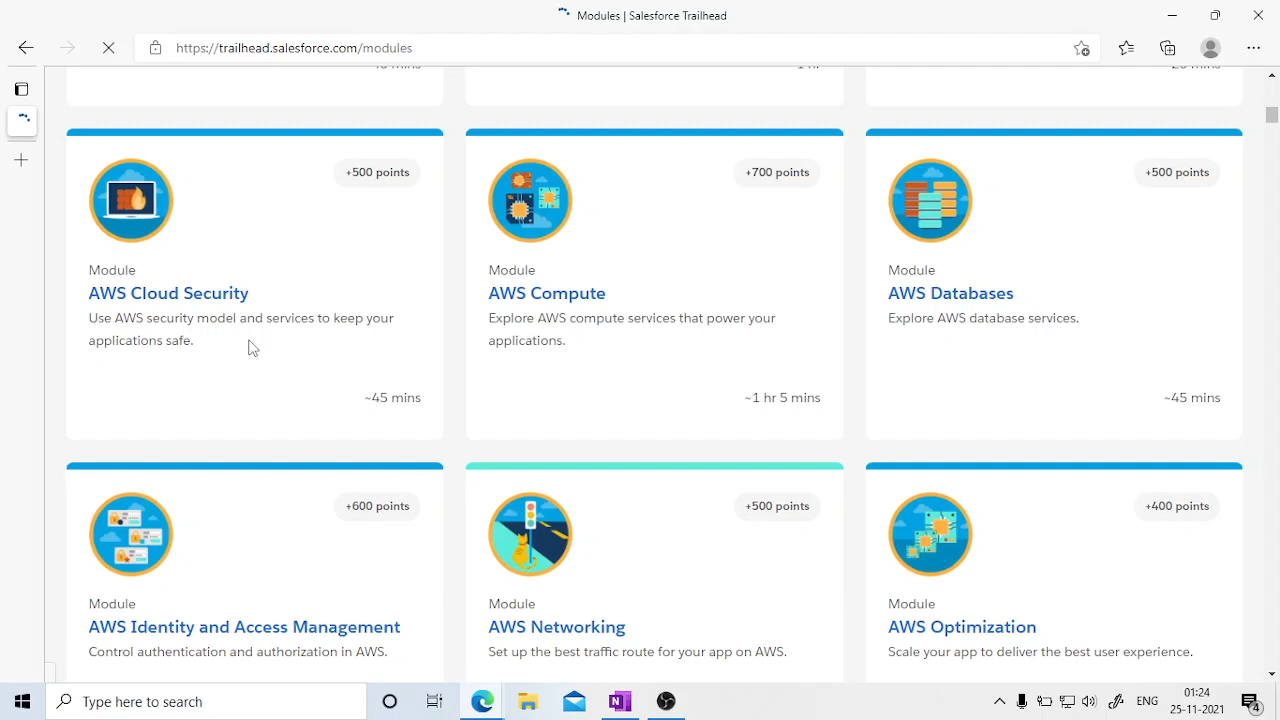 Modules | Salesforce Trailhead
https://trailhead.salesforce.com/modules
+500 points
+700 points
+500 points
Module
Module
Module
AWS Cloud Security
AWS Compute
AWS Databases
Use AWS security model and services to keep your
applications safe.
Explore AWS compute services that power your
applications.
Explore AWS database services.
~45 mins
~1 hr 5 mins
~45 mins
+600 points
+500 points
+400 points
Module
Module
Module
AWS Identity and Access Management
AWS Networking
AWS Optimization
Control authentication and authorization in AWS.
Set up the best traffic route for your app on AWS.
Scale your app to deliver the best user experience.
Type here to search
N
ENG
01:24
25-11-2021
4